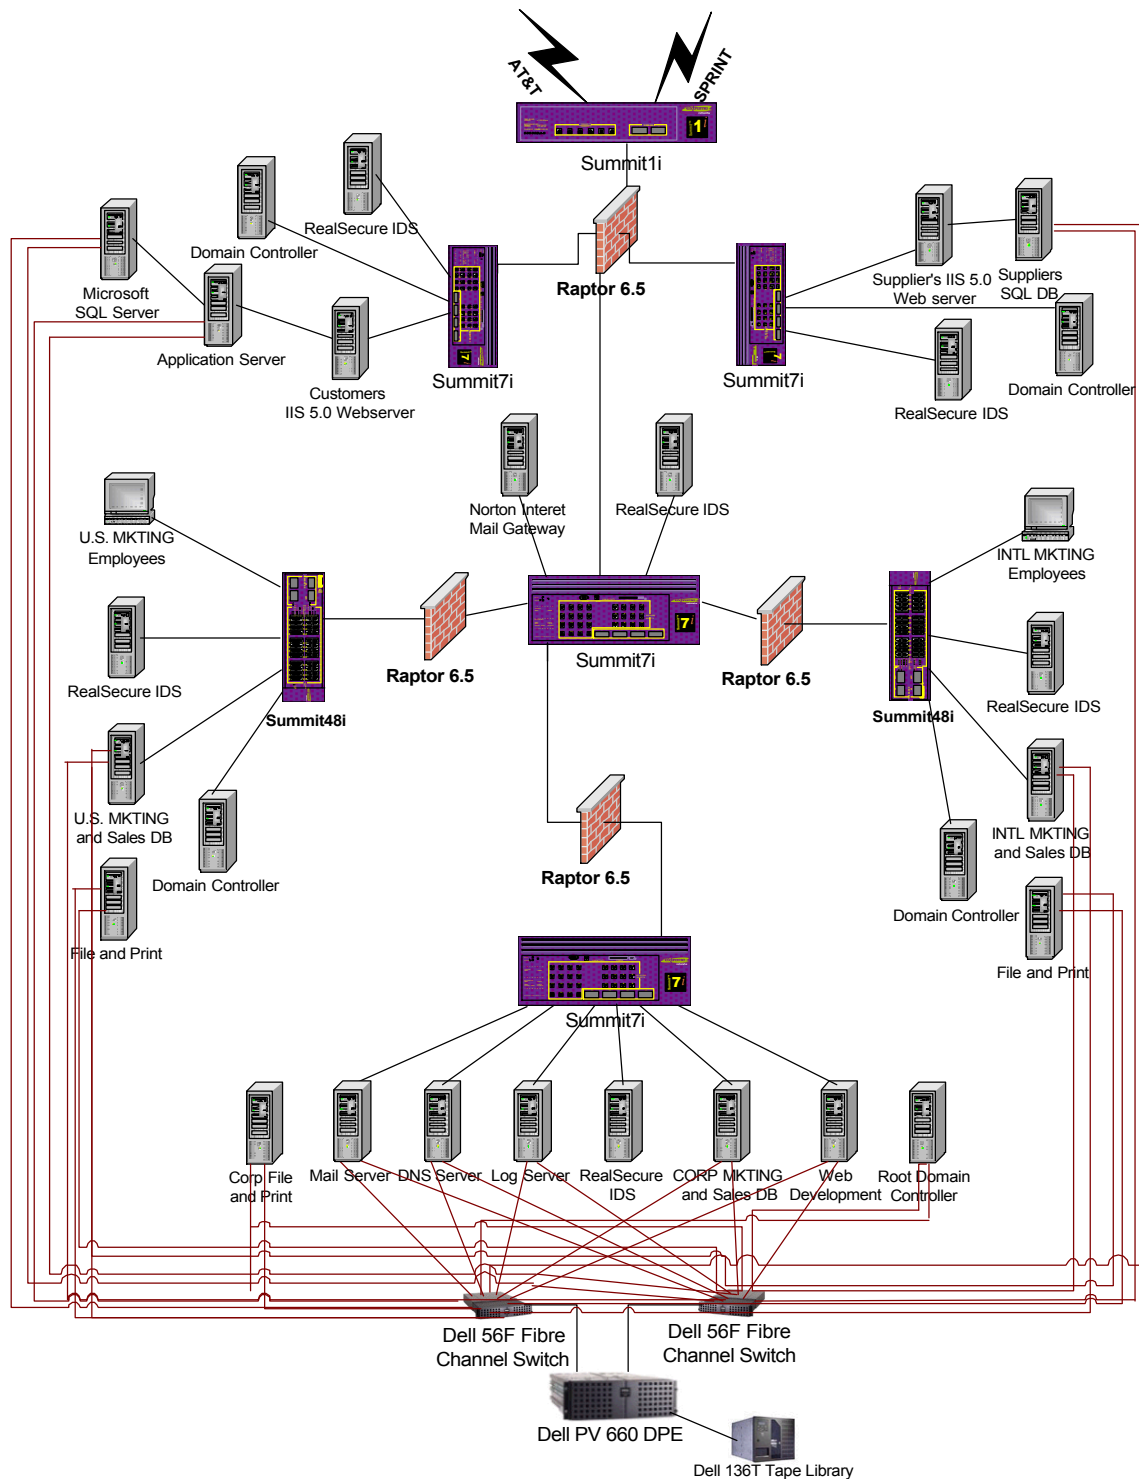 AT&T
SPRINT
1
Summit1i
RealSecure IDS
Domain Controller
Microsoft
SQL Server
Application Server
Customers
IIS 5.0 Webserver
7
Summit7i
Raptor 6.5
7
Summit7i
Supplier's IIS 5.0
Web server
Suppliers
SQL DB
RealSecure IDS
Domain Controller
Norton Interet
Mail Gateway
RealSecure IDS
U.S. MKTING
Employees
INTL MKTING
Employees
RealSecure IDS
Summit48i
Raptor 6.5
7
Summit7i
Raptor 6.5
Summit48i
RealSecure IDS
U.S. MKTING
and Sales DB
Domain Controller
File and Print
Raptor 6.5
INTL MKTING
and Sales DB
Domain Controller
File and Print
7
Summit7i
Corp File
and Print
Mail Server
DNS Server
Log Server
RealSecure
IDS
CORP MKTING
and Sales DB
Web
Development
Root Domain
Controller
Dell 56F Fibre
Channel Switch
Dell 56F Fibre
Channel Switch
Dell PV 660 DPE
Dell 136T Tape Library